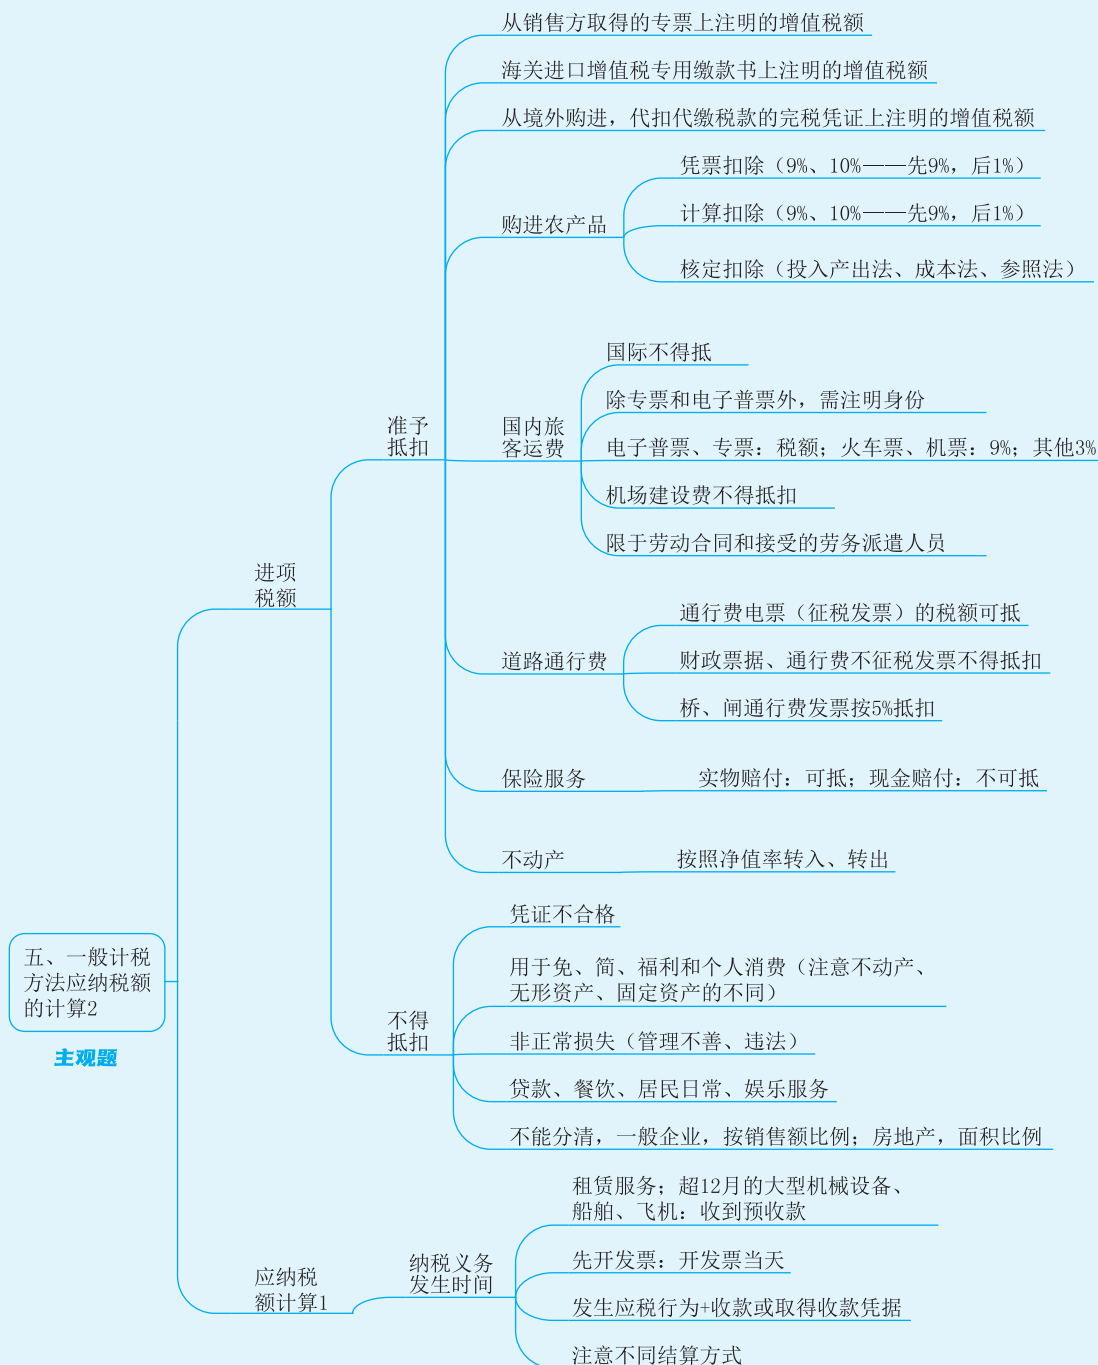 从销售方取得的专票上注明的增值税额
海关进口增值税专用缴款书上注明的增值税额
从境外购进，代扣代缴税款的完税凭证上注明的增值税额
凭票扣除（9%、10%——先9%，后1%）
购进农产品
计算扣除（9%、10%——先9%，后1%）
核定扣除（投入产出法、成本法、参照法）
国际不得抵
除专票和电子普票外，需注明身份
准予
抵扣
国内旅
客运费
电子普票、专票：税额；火车票、机票：9%；其他3%
机场建设费不得抵扣
限于劳动合同和接受的劳务派遣人员
进项
税额
通行费电票（征税发票）的税额可抵
道路通行费
财政票据、通行费不征税发票不得抵扣
桥、闸通行费发票按5%抵扣
保险服务
实物赔付：可抵；现金赔付：不可抵
不动产
按照净值率转入、转出
五、一般计税
方法应纳税额
的计算2
主观题
凭证不合格
用于免、简、福利和个人消费（注意不动产、
无形资产、固定资产的不同）
不得
抵扣
非正常损失（管理不善、违法）
贷款、餐饮、居民日常、娱乐服务
不能分清，一般企业，按销售额比例；房地产，面积比例
租赁服务；超12月的大型机械设备、
船舶、飞机：收到预收款
应纳税
额计算1
纳税义务
发生时间
先开发票：开发票当天
发生应税行为+收款或取得收款凭据
注意不同结算方式